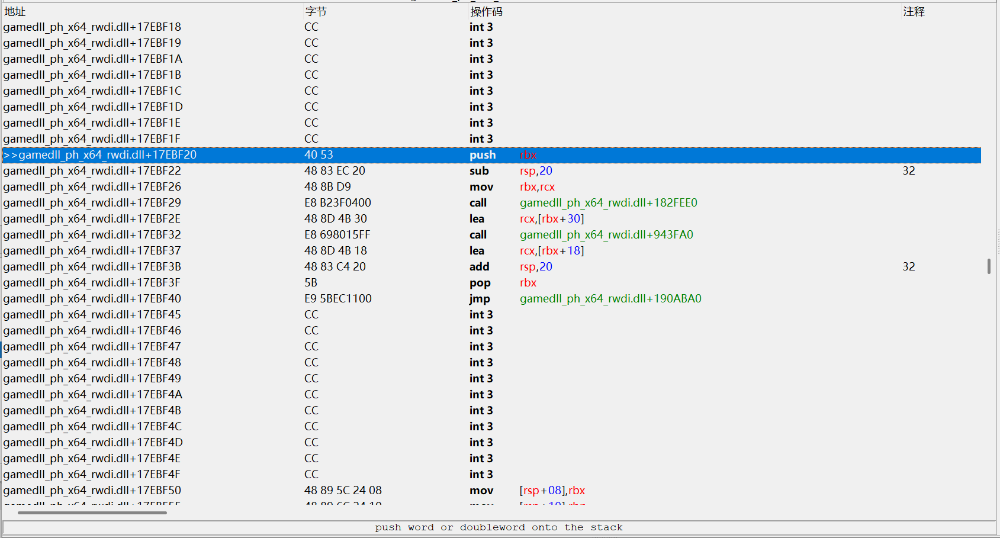 地址 字节 操作码 注释
gamedll_ph_x64_rwdi.dll+17EBF18 CC int 3
gamedll_ph_x64_rwdi.dll+17EBF19 CC int 3
gamedll_ph_x64_rwdi.dll+17EBF1A CC int 3
gamedll_ph_x64_rwdi.dll+17EBF1B CC int 3
gamedll_ph_x64_rwdi.dll+17EBF1C CC int 3
gamedll_ph_x64_rwdi.dll+17EBF1D CC int 3
gamedll_ph_x64_rwdi.dll+17EBF1E CC int 3
gamedll_ph_x64_rwdi.dll+17EBF1F CC int 3
>>gamedll_ph_x64_rwdi.dll+17EBF20 40 53 push rbx
gamedll_ph_x64_rwdi.dll+17EBF22 48 83 EC 20 sub rsp,20 32
gamedll_ph_x64_rwdi.dll+17EBF26 48 8B D9 mov rbx,rcx
gamedll_ph_x64_rwdi.dll+17EBF29 E8 B23F0400 call gamedll_ph_x64_rwdi.dll+182FEE0
gamedll_ph_x64_rwdi.dll+17EBF2E 48 8D 4B 30 lea rcx,[rbx+30]
gamedll_ph_x64_rwdi.dll+17EBF32 E8 698015FF call gamedll_ph_x64_rwdi.dll+943FA0
gamedll_ph_x64_rwdi.dll+17EBF37 48 8D 4B 18 lea rcx,[rbx+18]
gamedll_ph_x64_rwdi.dll+17EBF3B 48 83 C4 20 add rsp,20 32
gamedll_ph_x64_rwdi.dll+17EBF3F 5B pop rbx
gamedll_ph_x64_rwdi.dll+17EBF40 E9 5BEC1100 jmp gamedll_ph_x64_rwdi.dll+190ABA0
gamedll_ph_x64_rwdi.dll+17EBF45 CC int 3
gamedll_ph_x64_rwdi.dll+17EBF46 CC int 3
gamedll_ph_x64_rwdi.dll+17EBF47 CC int 3
gamedll_ph_x64_rwdi.dll+17EBF48 CC int 3
gamedll_ph_x64_rwdi.dll+17EBF49 CC int 3
gamedll_ph_x64_rwdi.dll+17EBF4A CC int 3
gamedll_ph_x64_rwdi.dll+17EBF4B CC int 3
gamedll_ph_x64_rwdi.dll+17EBF4C CC int 3
gamedll_ph_x64_rwdi.dll+17EBF4D CC int 3
gamedll_ph_x64_rwdi.dll+17EBF4E CC int 3
gamedll_ph_x64_rwdi.dll+17EBF4F CC int 3
gamedll_ph_x64_rwdi.dll+17EBF50 48 89 5C 24 08 mov [rsp+08],rbx
push word or doubleword onto the stack